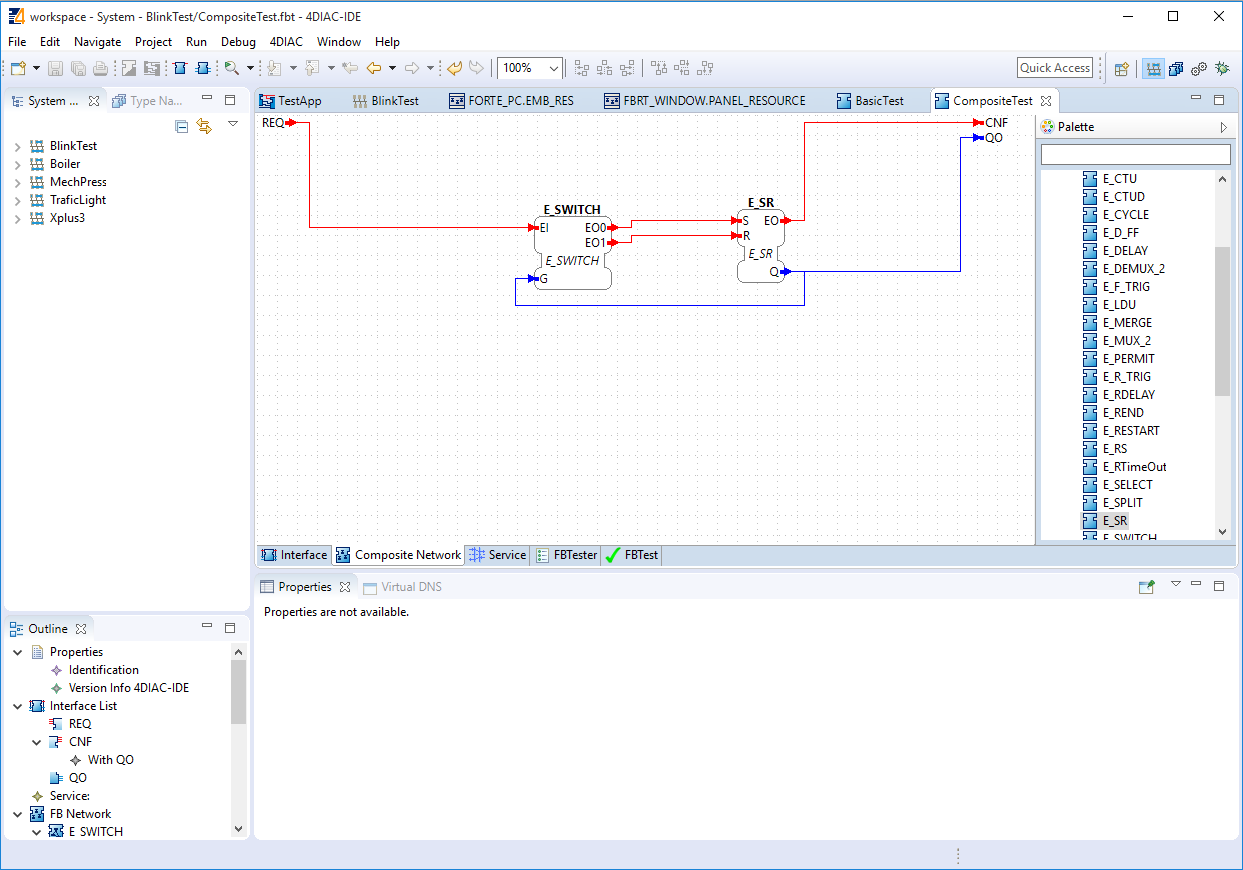 workspace - System - BlinkTest/CompositeTest.fbt - 4DIAC-IDE
File Edit Navigate Project Run Debug 4DIAC Window Help
100%
Quick Access
System ...
Type Na...
BlinkTest
Boiler
MechPress
TraficLight
Xplus3
TestApp
BlinkTest
FORTE_PC.EMB_RES
FBRT_WINDOW.PANEL_RESOURCE
BasicTest
CompositeTest
REQ
CNF
QO
E_SWITCH
EI EO0
EO1
E_SWITCH
G
E_SR
S EO
R
E_SR
Q
Palette
E_CTU
E_CTUD
E_CYCLE
E_D_FF
E_DELAY
E_DEMUX_2
E_F_TRIG
E_LDU
E_MERGE
E_MUX_2
E_PERMIT
E_R_TRIG
E_RDELAY
E_REND
E_RESTART
E_RS
E_RTimeOut
E_SELECT
E_SPLIT
E_SR
E_SWITCH
Interface
Composite Network
Service
FBTester
FBTest
Properties
Virtual DNS
Properties are not available.
Outline
Properties
Identification
Version Info 4DIAC-IDE
Interface List
REQ
CNF
With QO
QO
Service:
FB Network
E_SWITCH